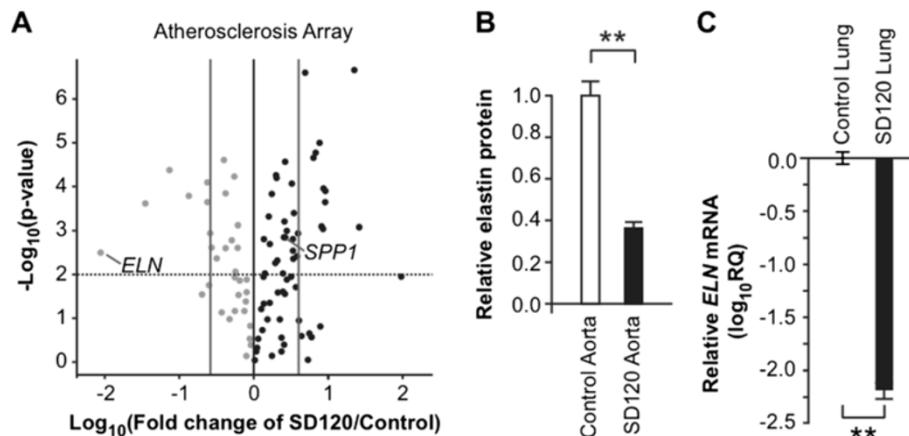 A
Atherosclerosis Array
-Log10(p-value)
6
5
4
3
2
1
0
ELN
SPP1
-2
-1
0
1
2
Log10(Fold change of SD120/Control)
B
**
Relative elastin protein
1.0
0.8
0.6
0.4
0.2
0.0
Control Aorta
SD120 Aorta
C
Control Lung
SD120 Lung
Relative ELN mRNA
(log10RQ)
0.0
-0.5
-1.0
-1.5
-2.0
-2.5
**